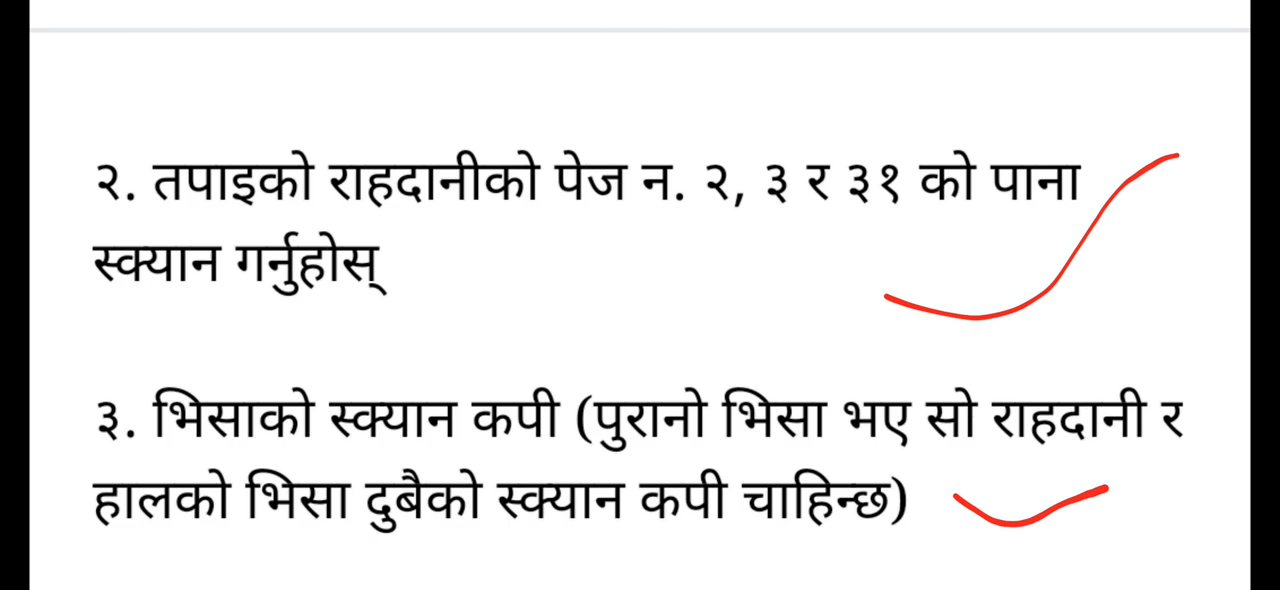 २. तपाइको राहदानीको पेज न. २, ३ र ३१ को पाना
स्क्यान गर्नुहोस्
३. भिसाको स्क्यान कपी (पुरानो भिसा भए सो राहदानी र
हालको भिसा दुबैको स्क्यान कपी चाहिन्छ)